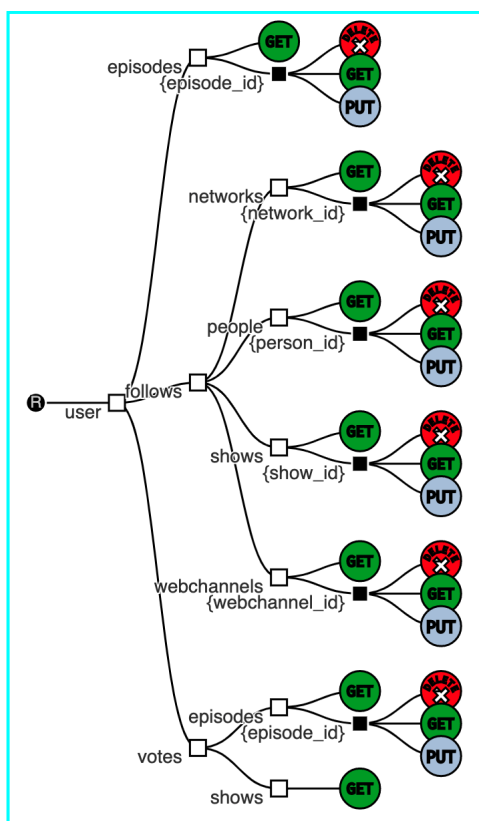 GET
DELETE
episodes
{episode_id}
GET
PUT
GET
DELETE
networks
{network_id}
GET
PUT
GET
DELETE
people
{person_id}
GET
PUT
R
user
follows
GET
DELETE
shows
{show_id}
GET
PUT
GET
DELETE
webchannels
{webchannel_id}
GET
PUT
GET
DELETE
episodes
{episode_id}
GET
PUT
votes
shows
GET